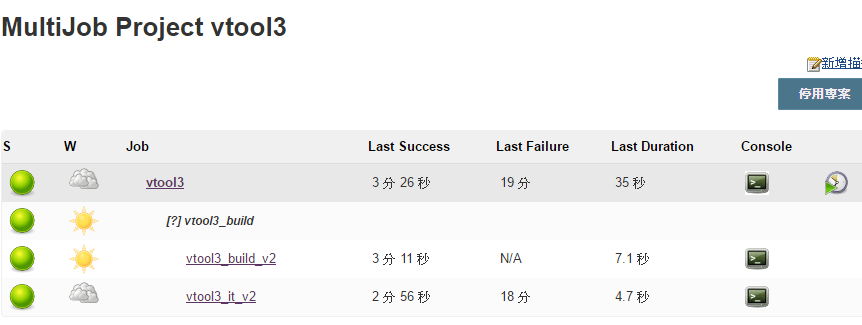 MultiJob Project vtool3
新增描
停用專案
S W Job Last Success Last Failure Last Duration Console
vtool3 3 分 26 秒 19 分 35 秒
[?] vtool3_build
vtool3_build_v2 3 分 11 秒 N/A 7.1 秒
vtool3_it_v2 2 分 56 秒 18 分 4.7 秒